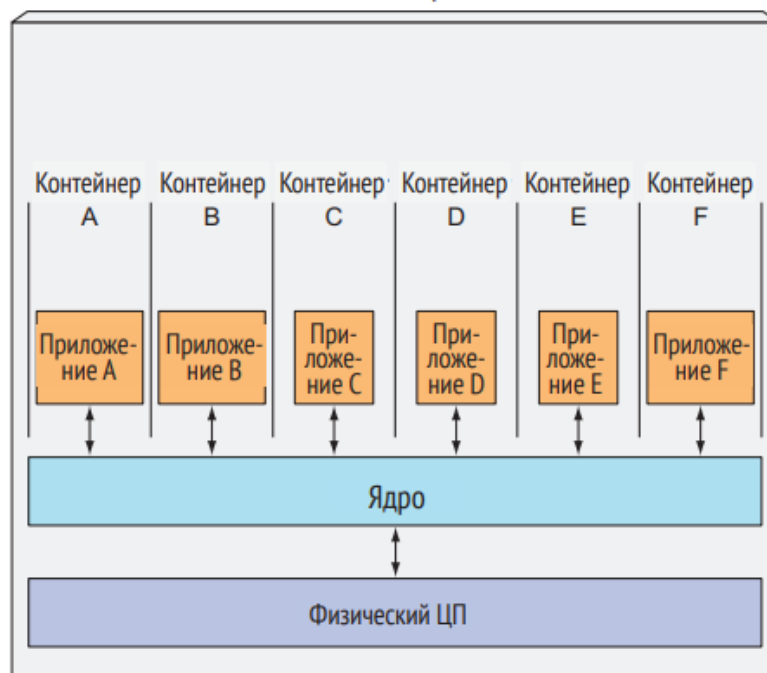 Контейнер Контейнер Контейнер Контейнер Контейнер Контейнер
A B C D E F
Приложе-
ние A
Приложе-
ние B
При-
ложе-
ние C
При-
ложе-
ние D
При-
ложе-
ние E
Приложе-
ние F
Ядро
Физический ЦП